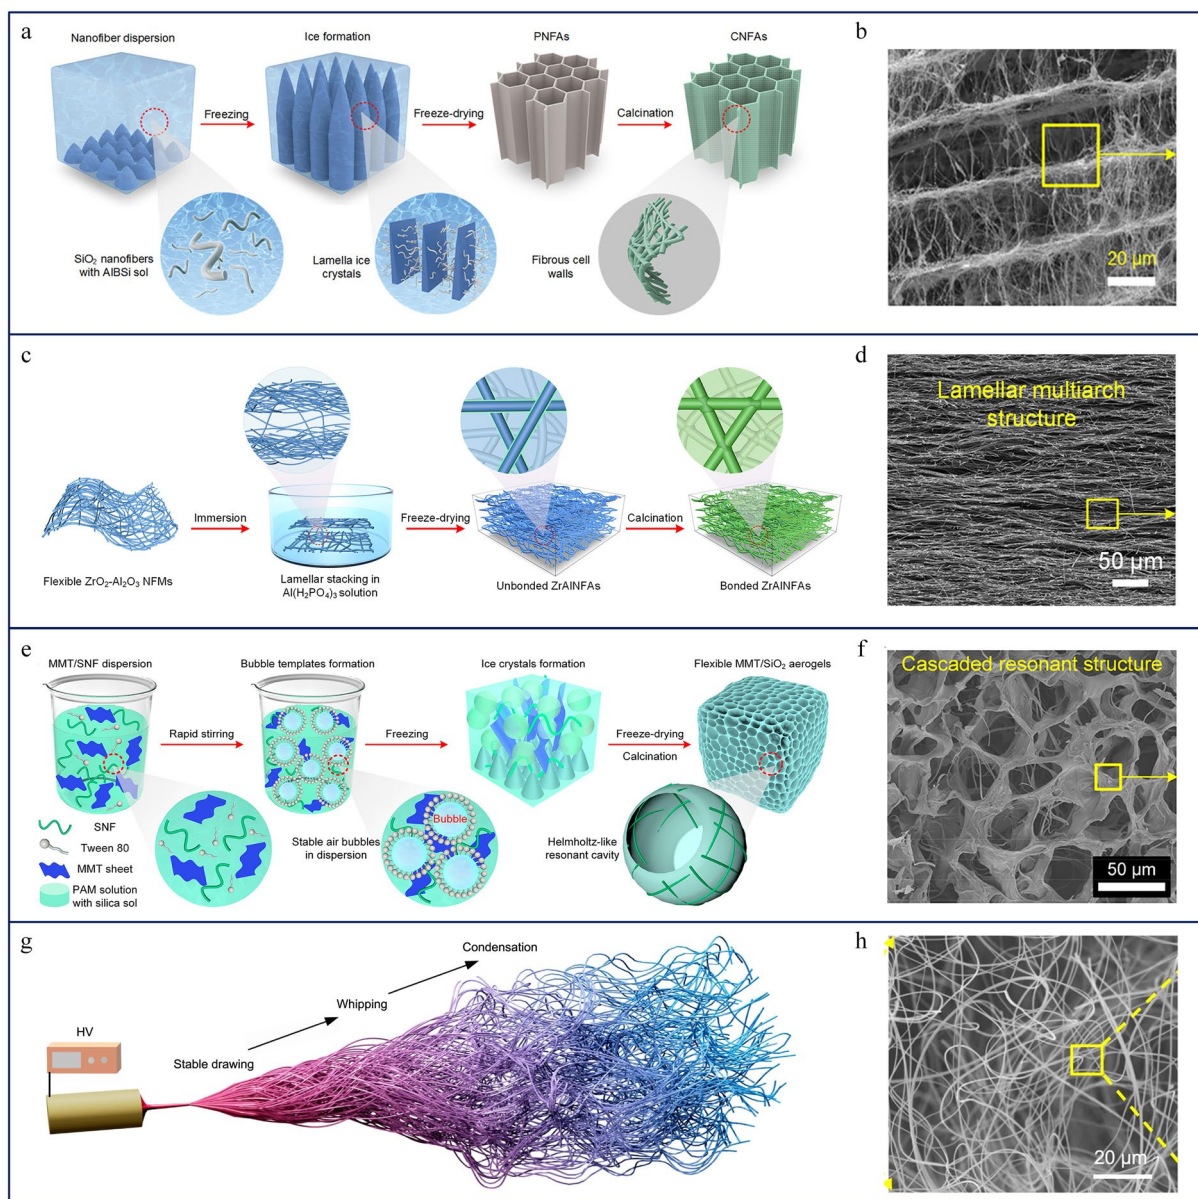 a
Nanofiber dispersion
Ice formation
PNFAs
CNFAs
Freezing
Freeze-drying
Calcination
SiO₂ nanofibers
with AlBSi sol
Lamella ice
crystals
Fibrous cell
walls
b
20 µm
c
Immersion
Freeze-drying
Calcination
Flexible ZrO₂-Al₂O₃ NFMs
Lamellar stacking in
Al(H₂PO₄)₃ solution
Unbonded ZrAlNFAs
Bonded ZrAlNFAs
d
Lamellar multiarch
structure
50 µm
e
MMT/SNF dispersion
Bubble templates formation
Ice crystals formation
Flexible MMT/SiO₂ aerogels
Rapid stirring
Freezing
Freeze-drying
Calcination
SNF
Tween 80
MMT sheet
PAM solution
with silica sol
Stable air bubbles
in dispersion
Bubble
Helmholtz-like
resonant cavity
f
Cascaded resonant structure
50 µm
g
Condensation
Whipping
Stable drawing
HV
h
20 µm